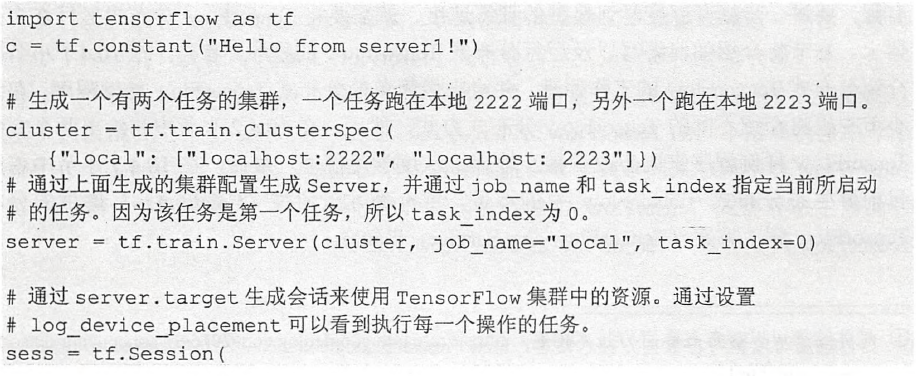 import tensorflow as tf
c = tf.constant("Hello from server1!")
# 生成一个有两个任务的集群，一个任务跑在本地 2222 端口，另外一个跑在本地 2223 端口。
cluster = tf.train.ClusterSpec(
{"local": ["localhost:2222", "localhost: 2223"]})
# 通过上面生成的集群配置生成 Server，并通过 job_name 和 task_index 指定当前所启动
# 的任务。因为该任务是第一个任务，所以 task_index 为 0。
server = tf.train.Server(cluster, job_name="local", task_index=0)
# 通过 server.target 生成会话来使用 TensorFlow 集群中的资源。通过设置
# log_device_placement 可以看到执行每一个操作的任务。
sess = tf.Session(